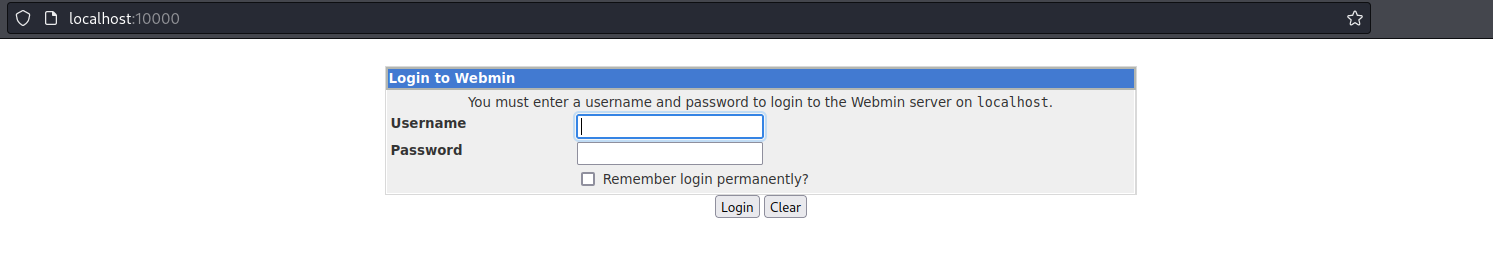 localhost:10000
Login to Webmin
You must enter a username and password to login to the Webmin server on localhost.
Username
Password
Remember login permanently?
Login Clear